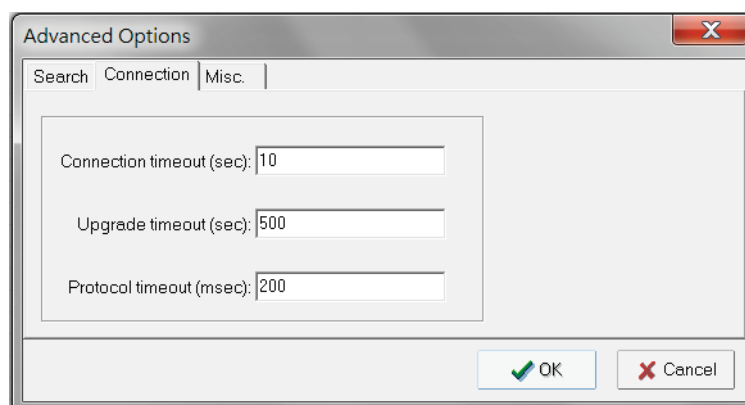 Advanced Options
Search Connection Misc.
Connection timeout (sec): 10
Upgrade timeout (sec): 500
Protocol timeout (msec): 200
OK Cancel